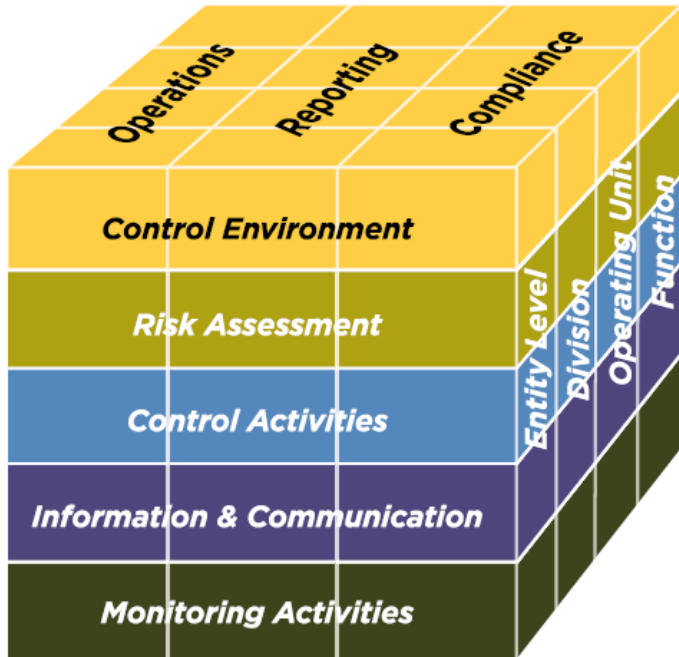 Operations
Reporting
Compliance
Control Environment
Risk Assessment
Control Activities
Information & Communication
Monitoring Activities
Entity Level
Division
Operating Unit
Function